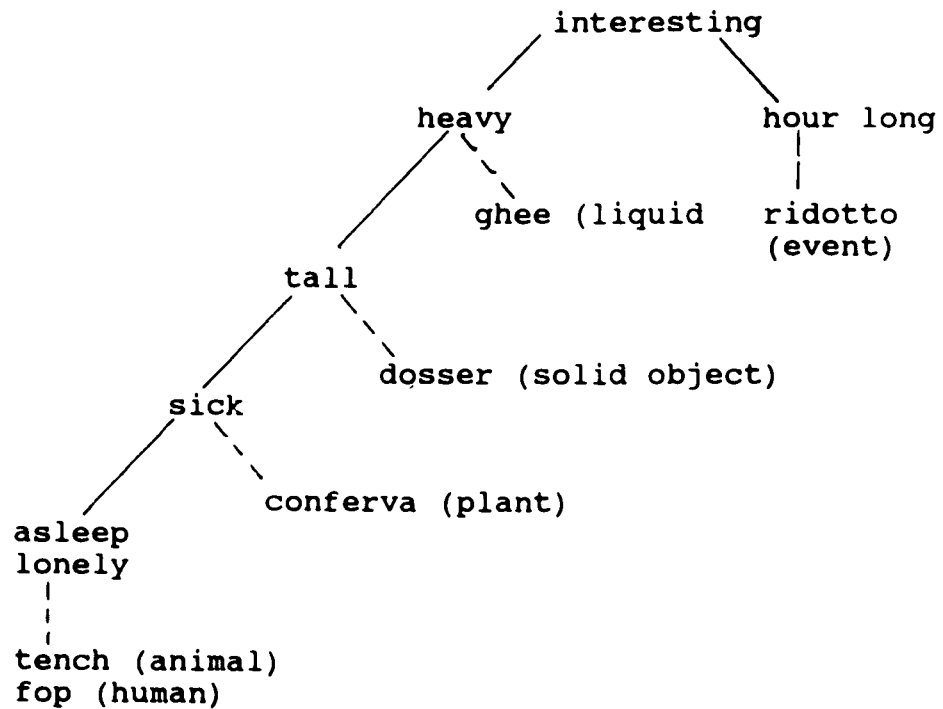 interesting
heavy
hour long
ghee (liquid
ridotto
(event)
tall
dosser (solid object)
sick
conferva (plant)
asleep
lonely
tench (animal)
fop (human)